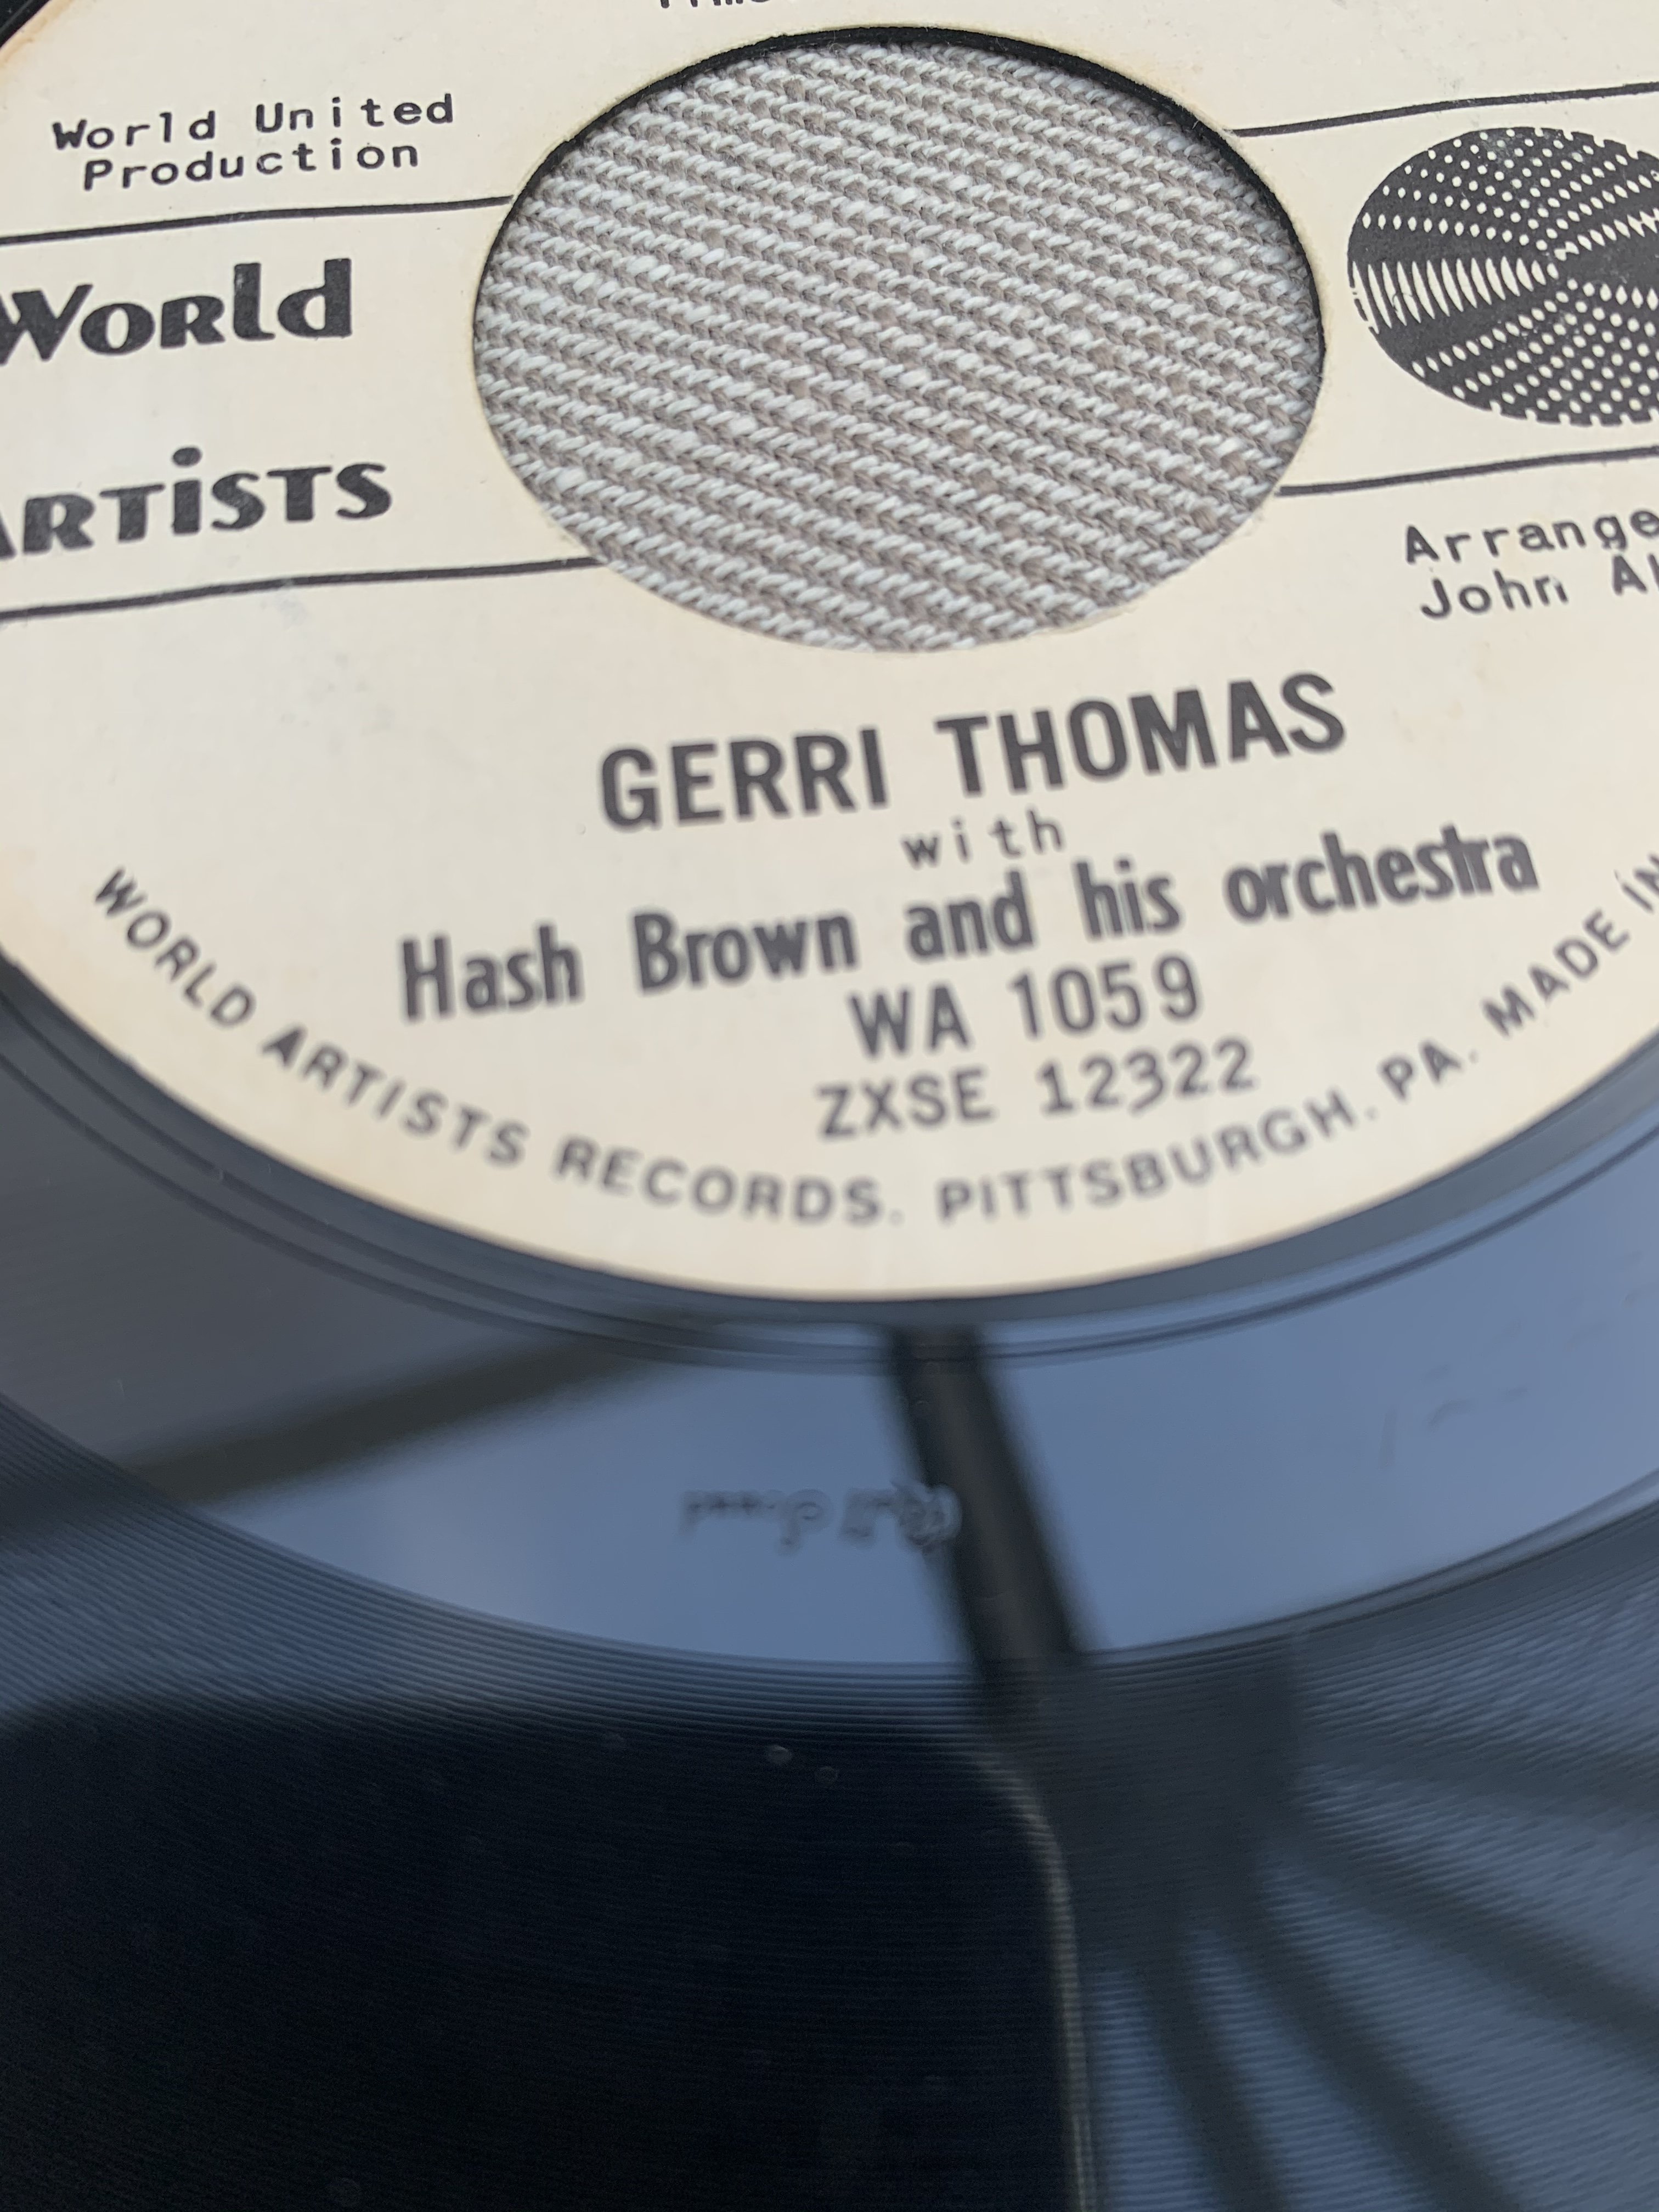 World United
Production
World
ARTISTS
Arrange
John Al
GERRI THOMAS
with
Hash Brown and his orchestra
WA 1059
ZXSE 12322
WORLD ARTISTS RECORDS. PITTSBURGH. PA. MADE IN